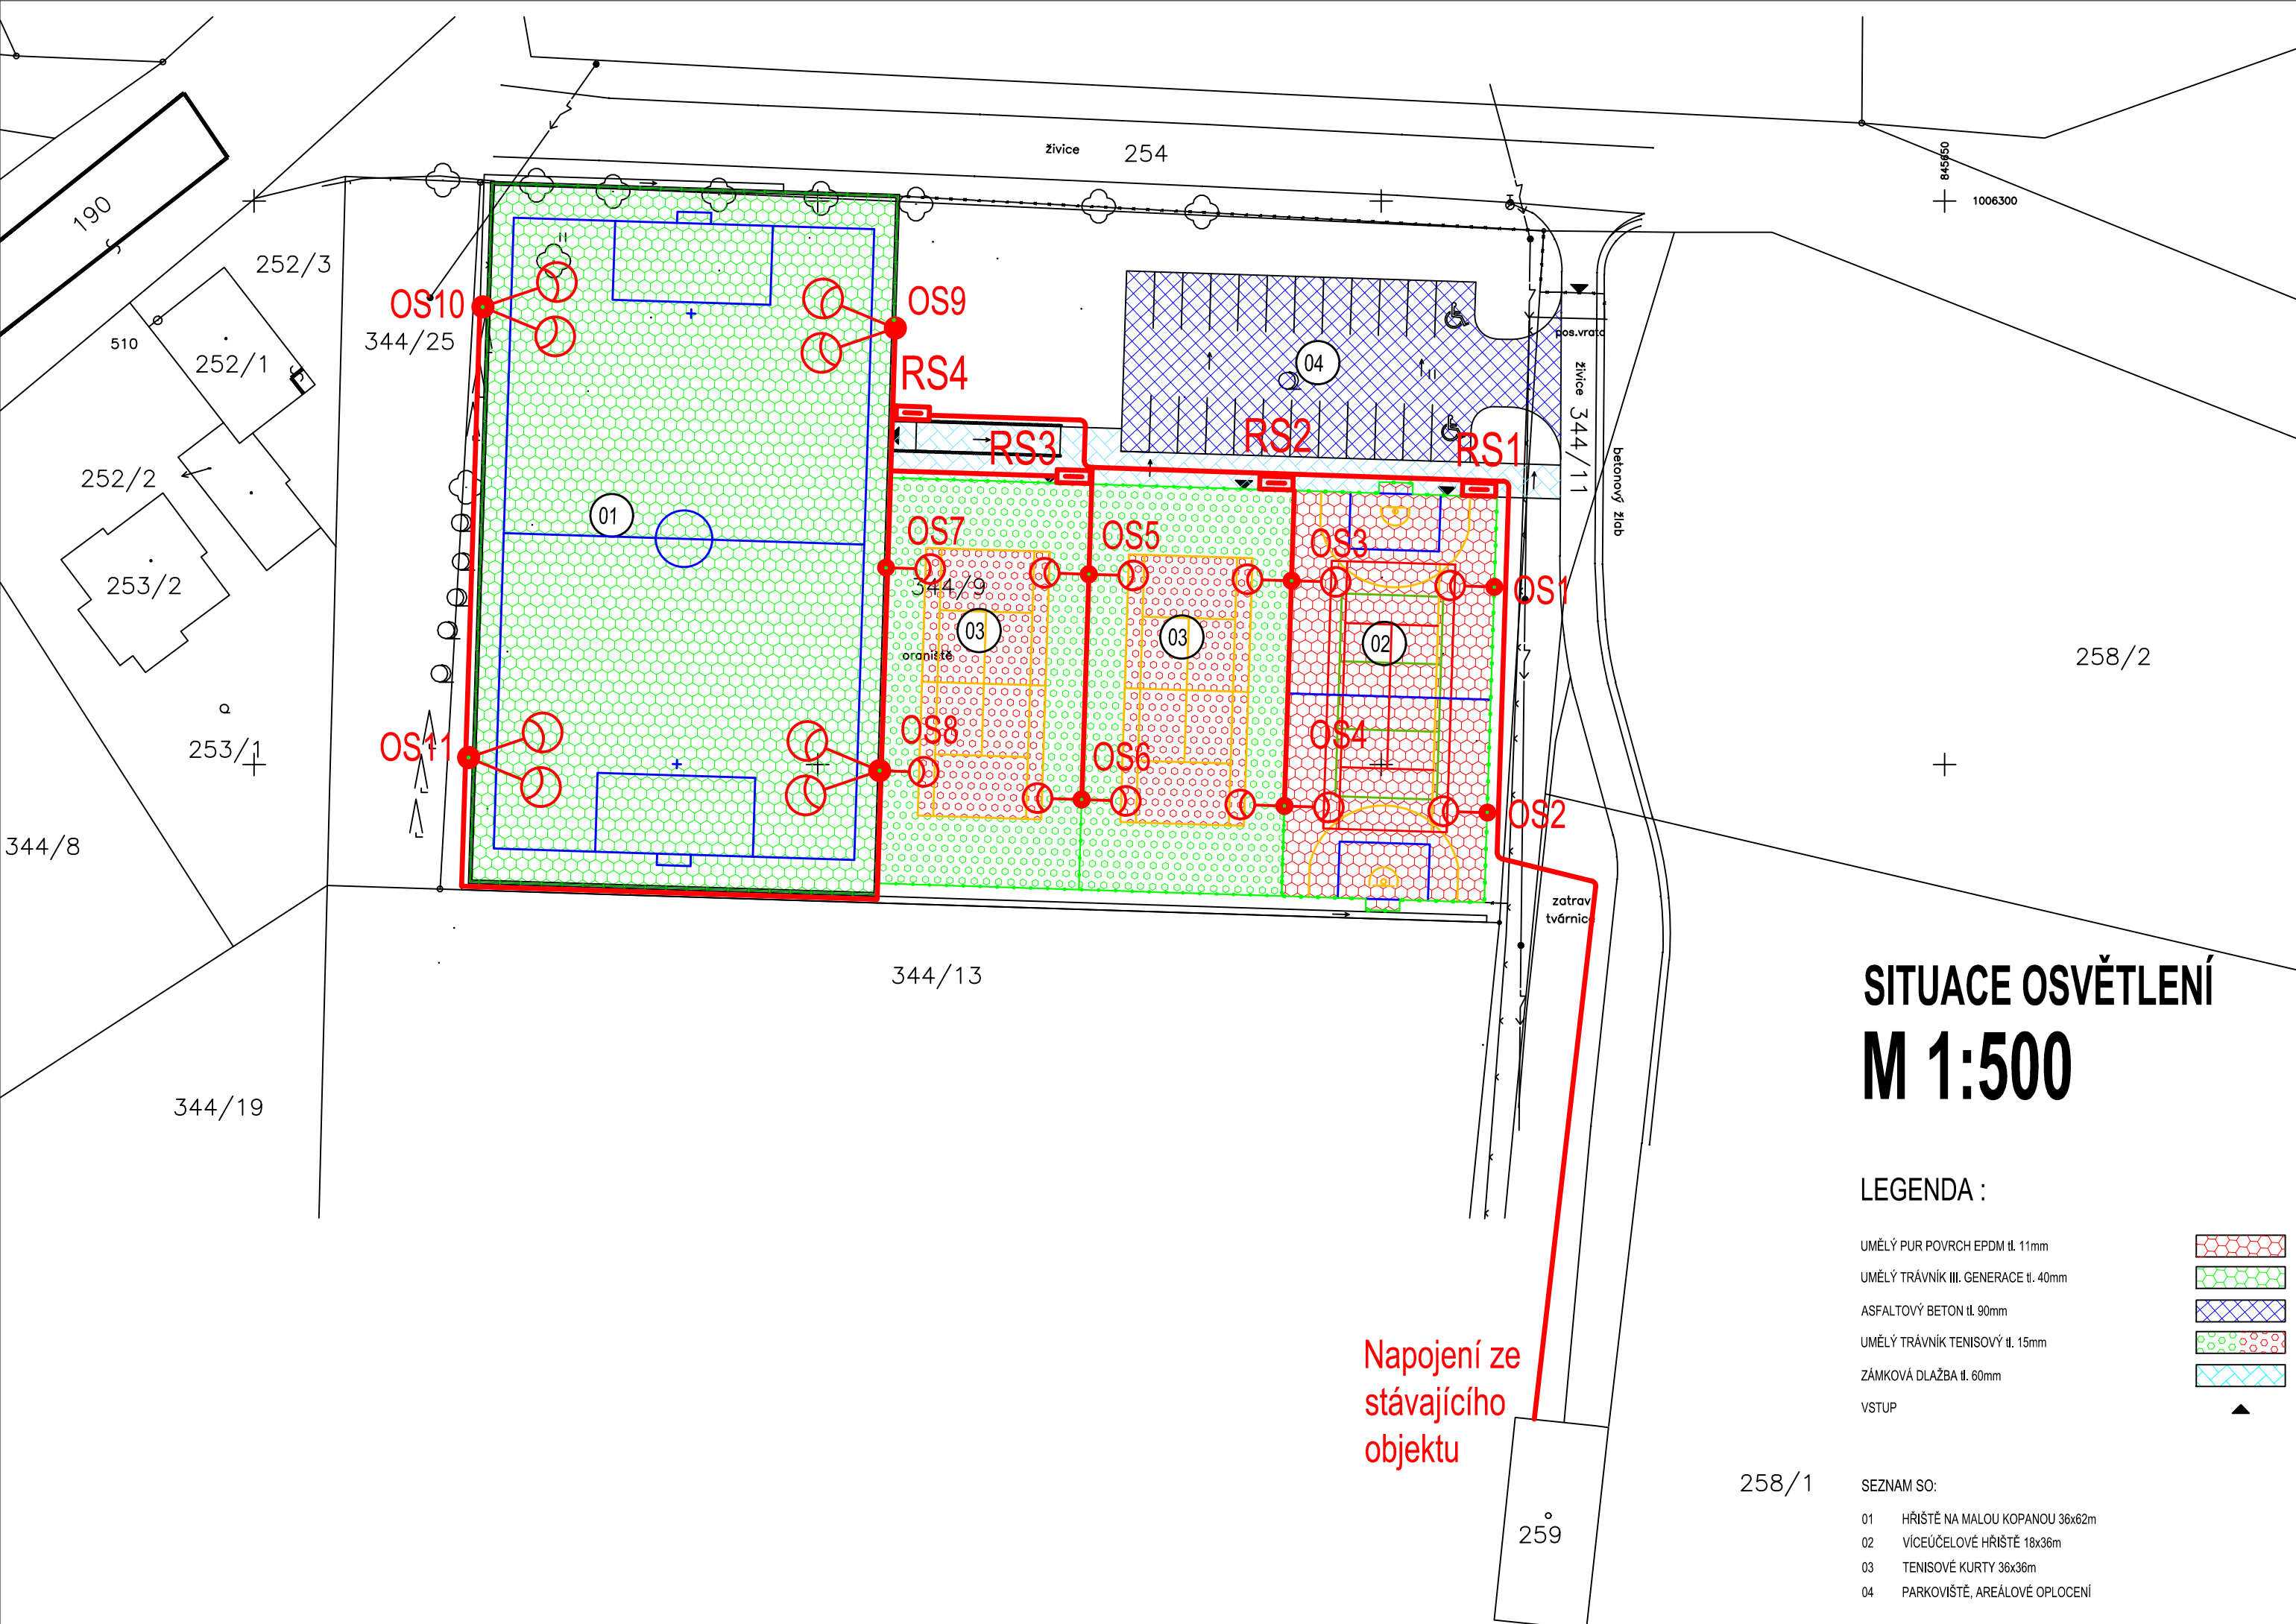 živice 254
845650
1006300
190
252/3
OS10
OS9
344/25
510
252/1
pos.vrata
04
živice 344/11
RS4
RS3
RS2
RS1
252/2
betonový žlab
01
OS7
OS5
OS3
OS1
253/2
344/9
03
03
02
oraniště
258/2
253/1
OS11
OS8
OS6
OS4
OS2
344/8
zatrav
tvárnice
344/13
SITUACE OSVĚTLENÍ
M 1:500
344/19
LEGENDA :
UMĚLÝ PUR POVRCH EPDM tl. 11mm
UMĚLÝ TRÁVNÍK III. GENERACE tl. 40mm
ASFALTOVÝ BETON tl. 90mm
UMĚLÝ TRÁVNÍK TENISOVÝ tl. 15mm
ZÁMKOVÁ DLAŽBA tl. 60mm
VSTUP
Napojení ze
stávajícího
objektu
258/1
259
SEZNAM SO:
01 HŘIŠTĚ NA MALOU KOPANOU 36x62m
02 VÍCEÚČELOVÉ HŘIŠTĚ 18x36m
03 TENISOVÉ KURTY 36x36m
04 PARKOVIŠTĚ, AREÁLOVÉ OPLOCENÍ